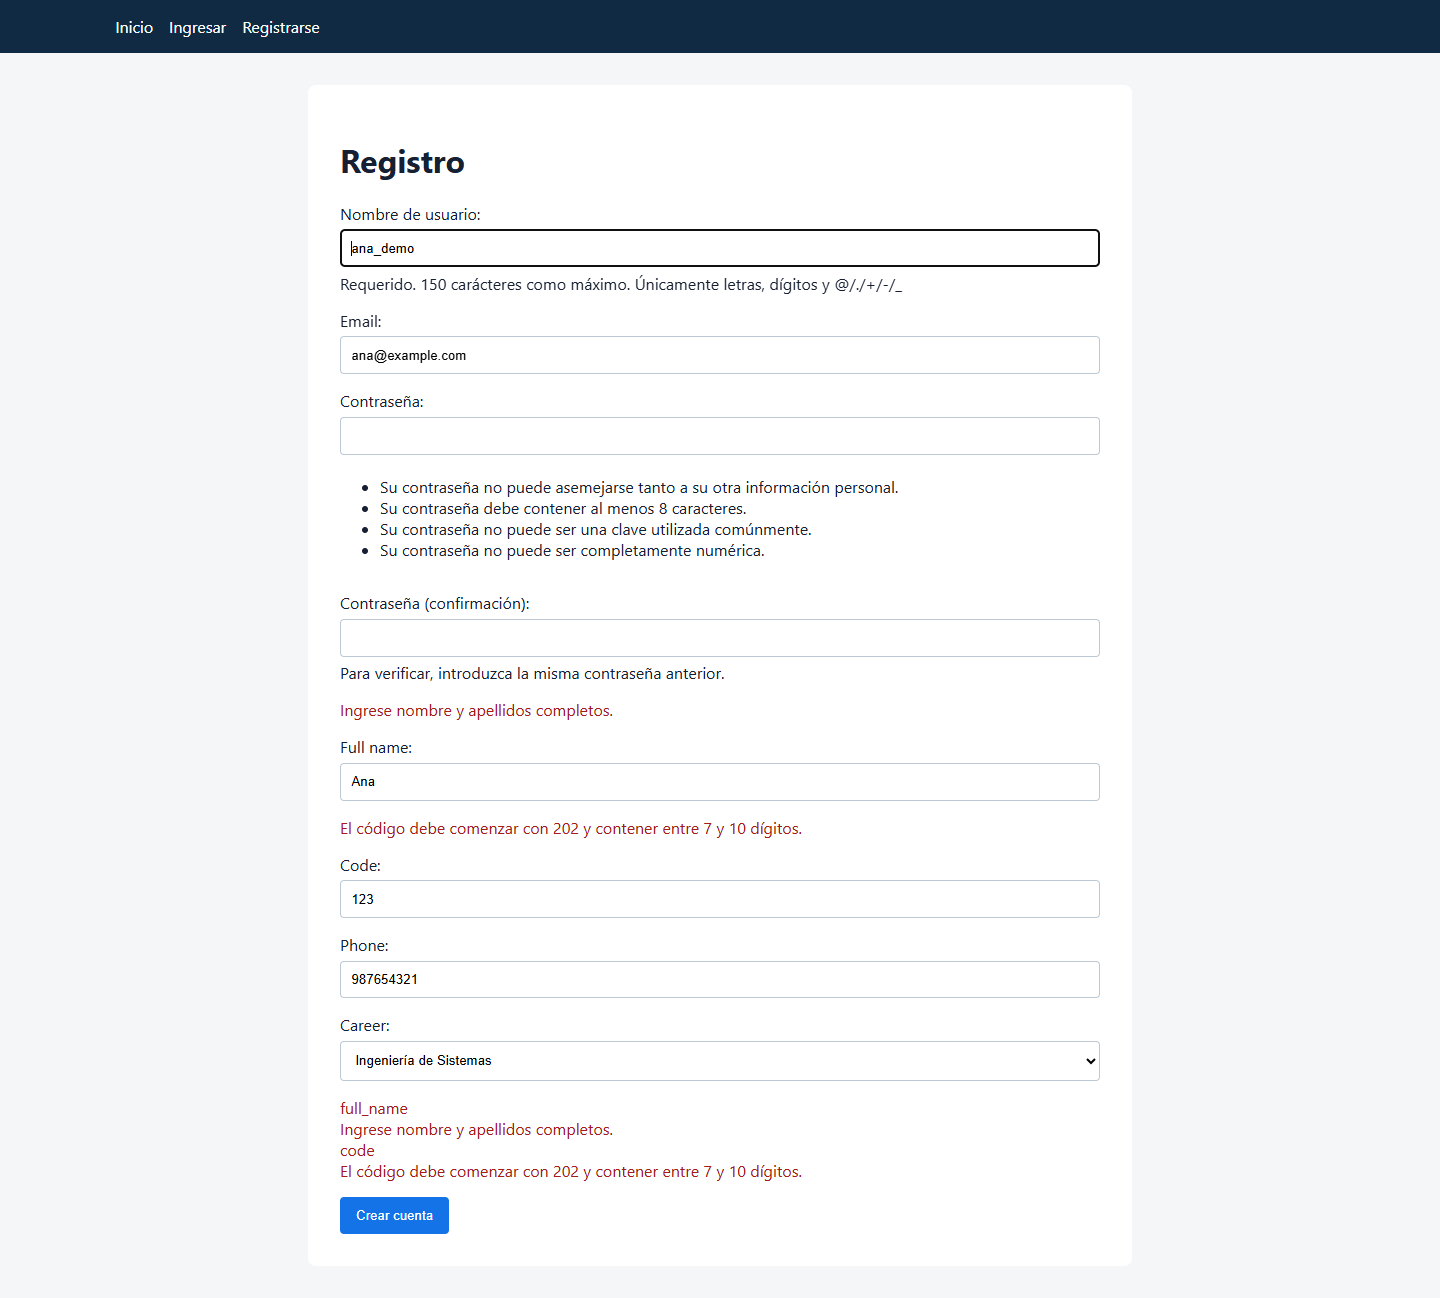 Inicio Ingresar Registrarse
Registro
Nombre de usuario:
ana_demo
Requerido. 150 carácteres como máximo. Únicamente letras, dígitos y @/./+/-/_
Email:
ana@example.com
Contraseña:
Su contraseña no puede asemejarse tanto a su otra información personal.
Su contraseña debe contener al menos 8 caracteres.
Su contraseña no puede ser una clave utilizada comúnmente.
Su contraseña no puede ser completamente numérica.
Contraseña (confirmación):
Para verificar, introduzca la misma contraseña anterior.
Ingrese nombre y apellidos completos.
Full name:
Ana
El código debe comenzar con 202 y contener entre 7 y 10 dígitos.
Code:
123
Phone:
987654321
Career:
Ingeniería de Sistemas
full_name
Ingrese nombre y apellidos completos.
code
El código debe comenzar con 202 y contener entre 7 y 10 dígitos.
Crear cuenta